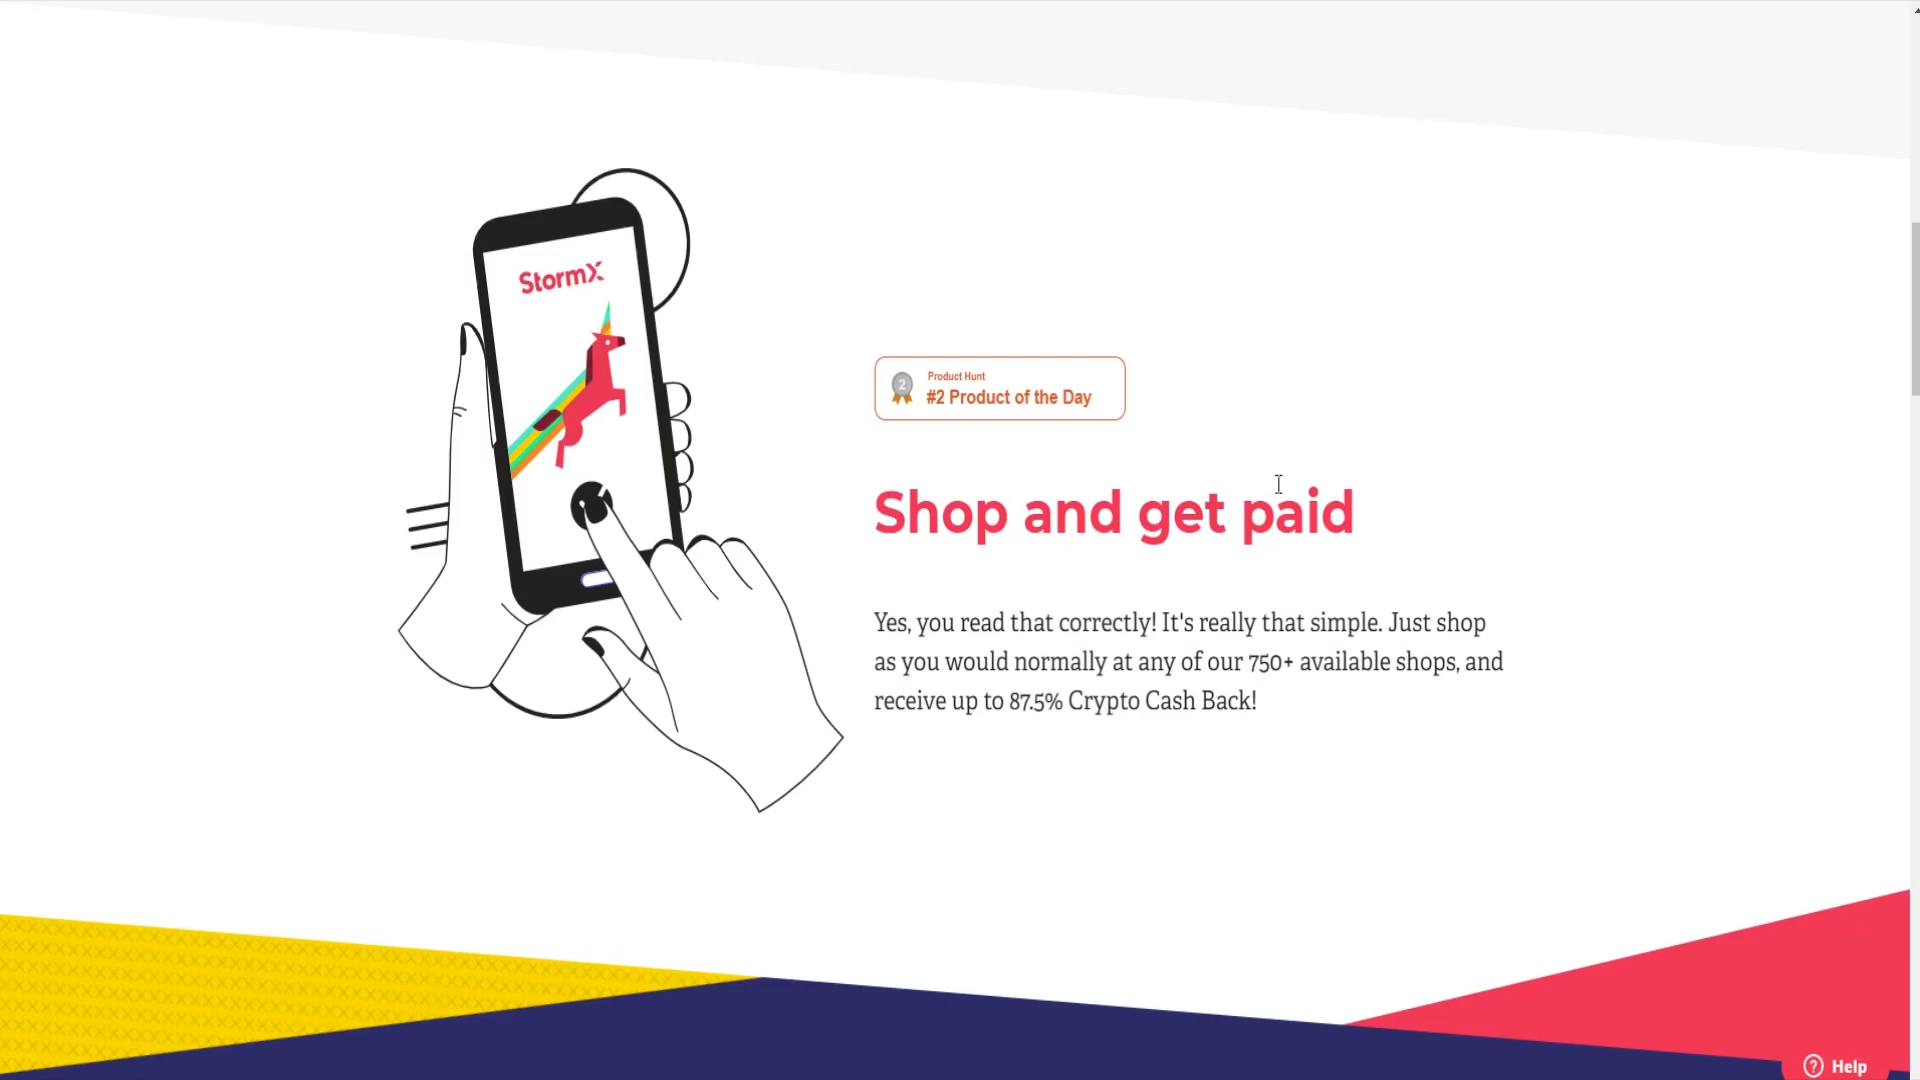 StormX
2
Product Hunt
#2 Product of the Day
Shop and get paid
Yes, you read that correctly! It's really that simple. Just shop
as you would normally at any of our 750+ available shops, and
receive up to 87.5% Crypto Cash Back!
? Help